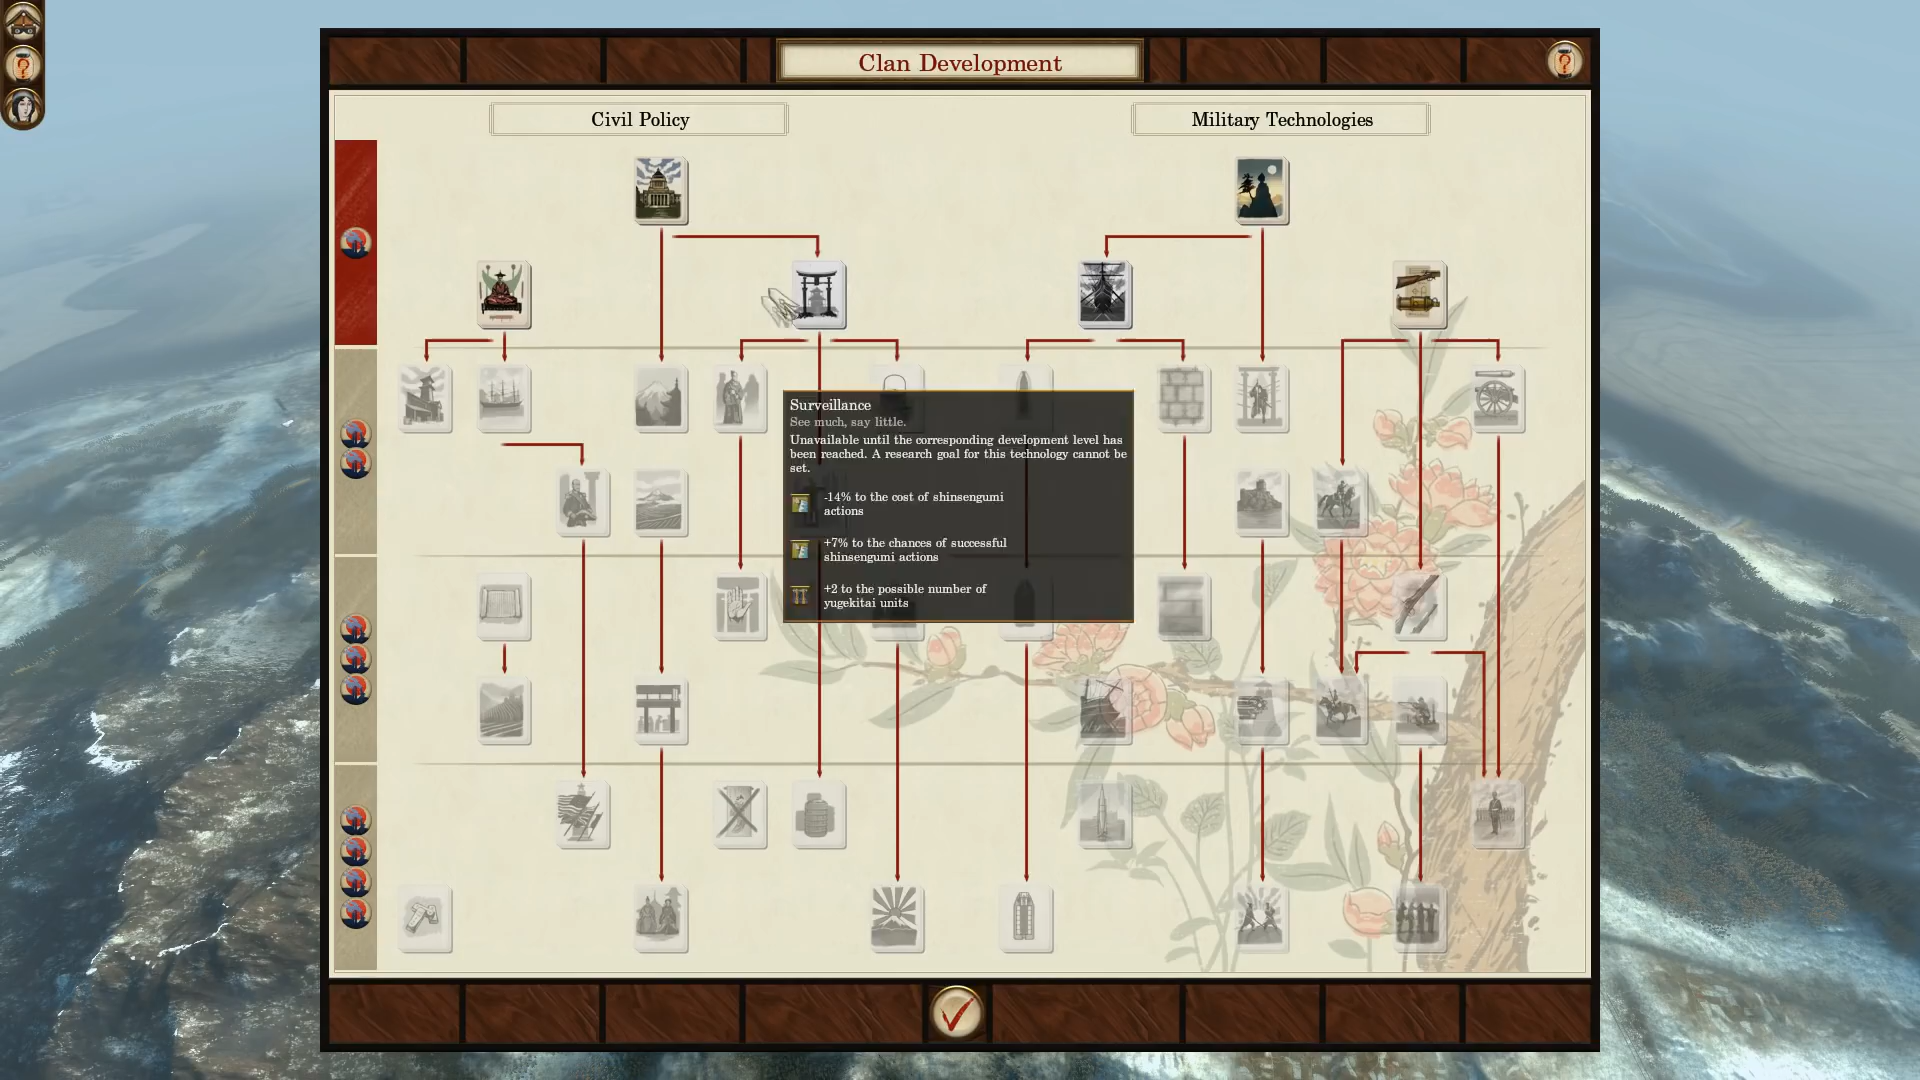 Clan Development
Civil Policy
Military Technologies
Surveillance
See much, say little.
Unavailable until the corresponding development level has
been reached. A research goal for this technology cannot be
set.
-14% to the cost of shinsengumi
actions
+7% to the chances of successful
shinsengumi actions
+2 to the possible number of
yugekitai units